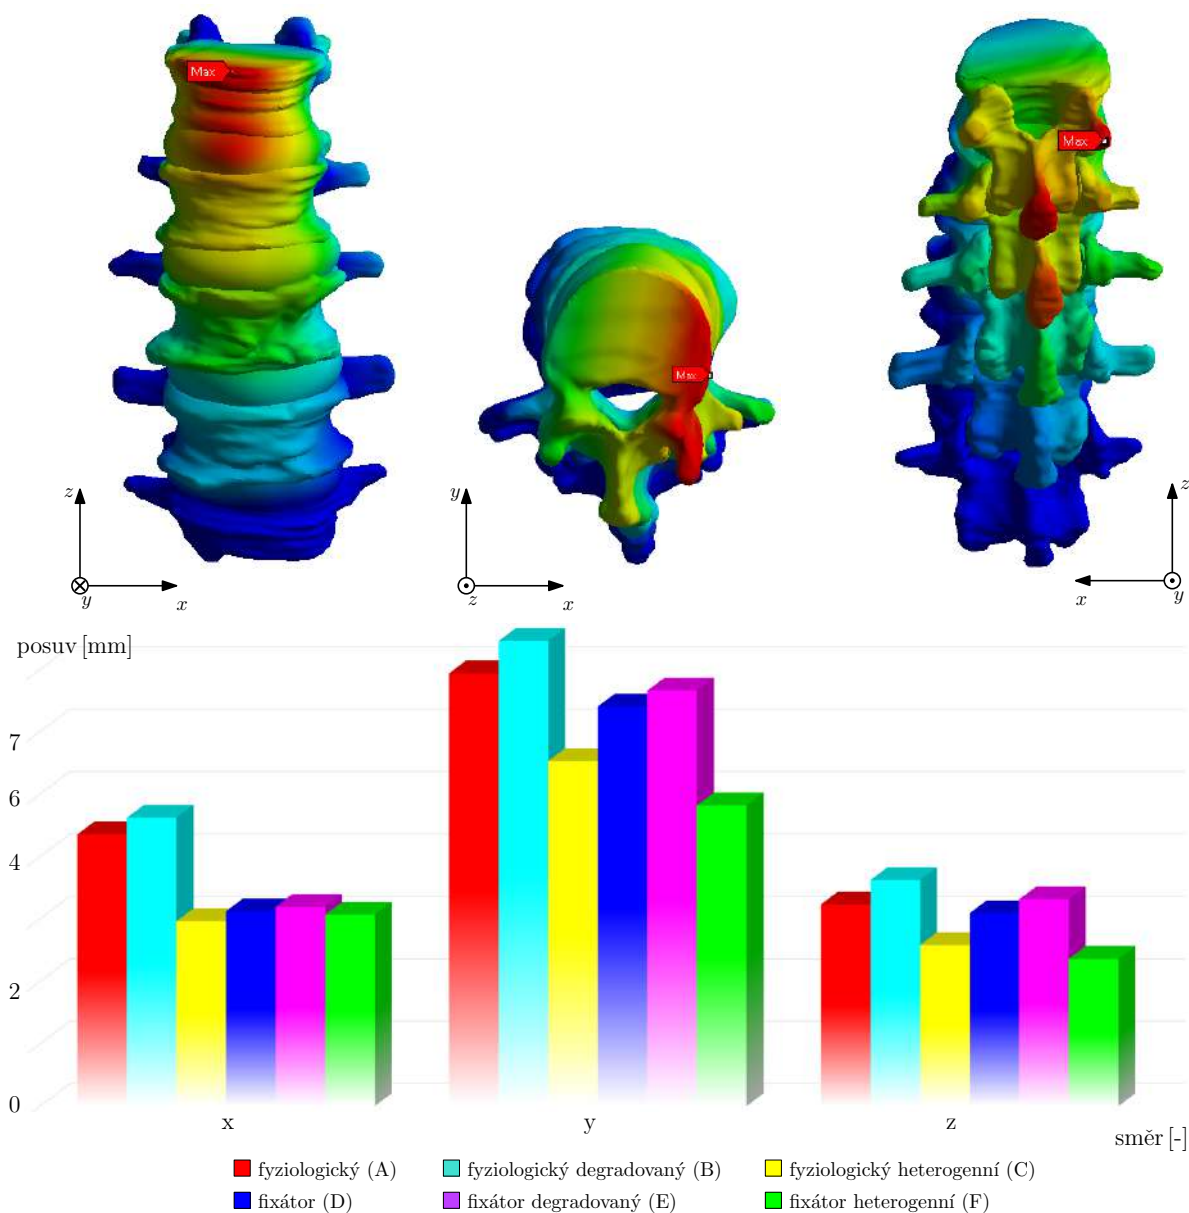 Max
Max
Max
z
y
x
y
z
x
z
x
y
posuv [mm]
7
6
4
2
0
x
y
z
směr [-]
fyziologický (A)
fyziologický degradovaný (B)
fyziologický heterogenní (C)
fixátor (D)
fixátor degradovaný (E)
fixátor heterogenní (F)